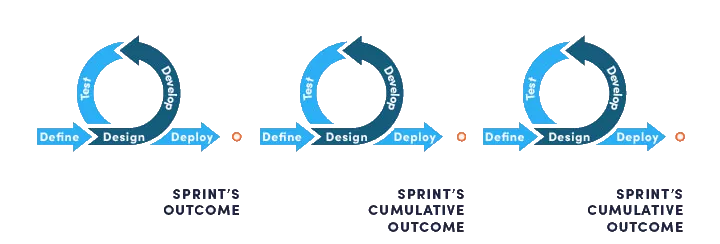 Test
Develop
Define
Design
Deploy
SPRINT'S
OUTCOME
Test
Develop
Define
Design
Deploy
SPRINT'S
CUMULATIVE
OUTCOME
Test
Develop
Define
Design
Deploy
SPRINT'S
CUMULATIVE
OUTCOME